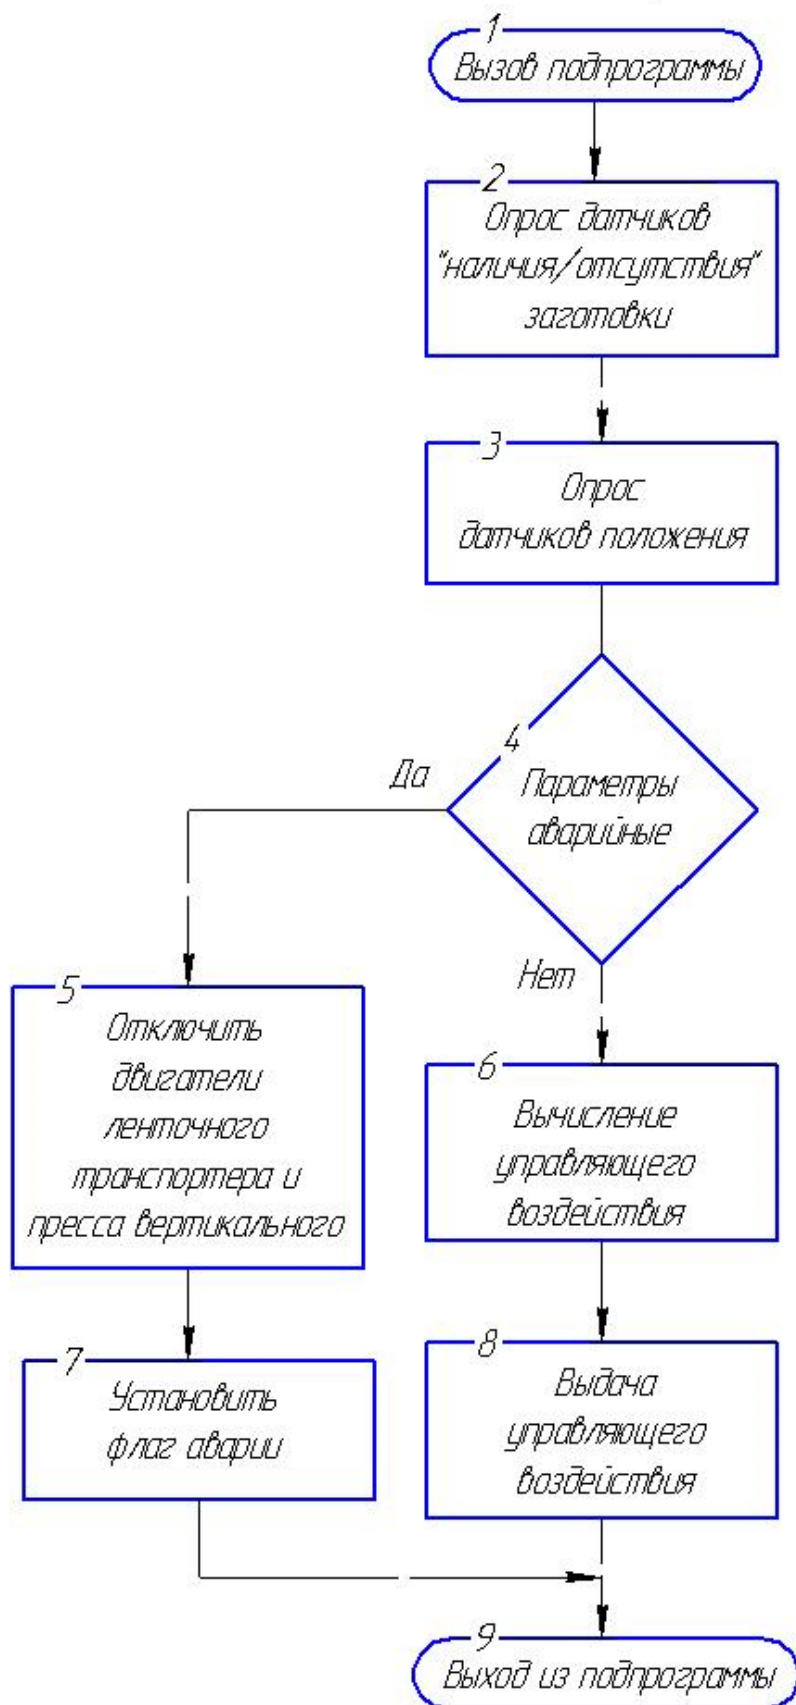 1
Вызов подпрограммы
2
Опрос датчиков
"наличия/отсутствия"
заготовки
3
Опрос
датчиков положения
4
Параметры
аварийные
Да
Нет
5
Отключить
двигатели
ленточного
транспортера и
пресса вертикального
6
Вычисление
управляющего
воздействия
7
Установить
флаг аварии
8
Выдача
управляющего
воздействия
9
Выход из подпрограммы